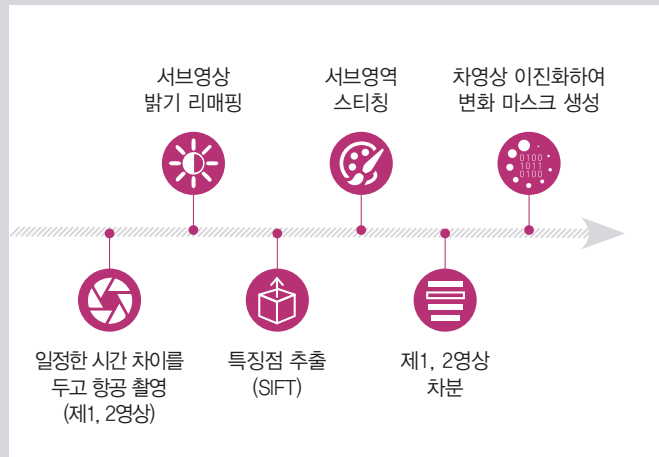 서브영상
밝기 리매핑
서브영역
스티칭
차영상 이진화하여
변화 마스크 생성
0100
1011
0100
일정한 시간 차이를
두고 항공 촬영
(제1, 2영상)
특징점 추출
(SIFT)
제1, 2영상
차분